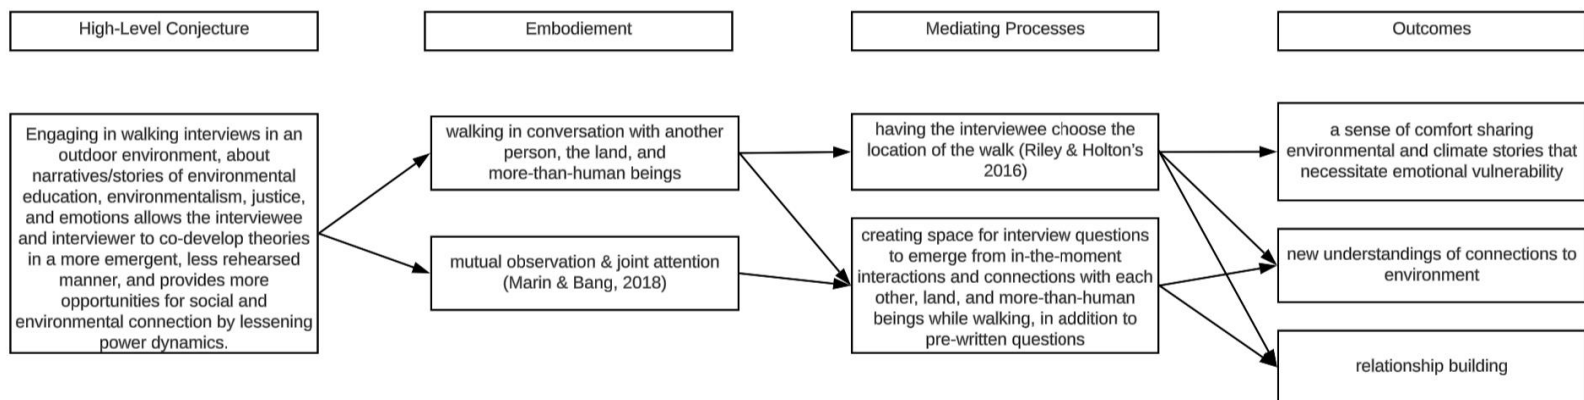 High-Level Conjecture
Embodiement
Mediating Processes
Outcomes
Engaging in walking interviews in an
outdoor environment, about
narratives/stories of environmental
education, environmentalism, justice,
and emotions allows the interviewee
and interviewer to co-develop theories
in a more emergent, less rehearsed
manner, and provides more
opportunities for social and
environmental connection by lessening
power dynamics.
walking in conversation with another
person, the land, and
more-than-human beings
mutual observation & joint attention
(Marin & Bang, 2018)
having the interviewee choose the
location of the walk (Riley & Holton's
2016)
creating space for interview questions
to emerge from in-the-moment
interactions and connections with each
other, land, and more-than-human
beings while walking, in addition to
pre-written questions
a sense of comfort sharing
environmental and climate stories that
necessitate emotional vulnerability
new understandings of connections to
environment
relationship building